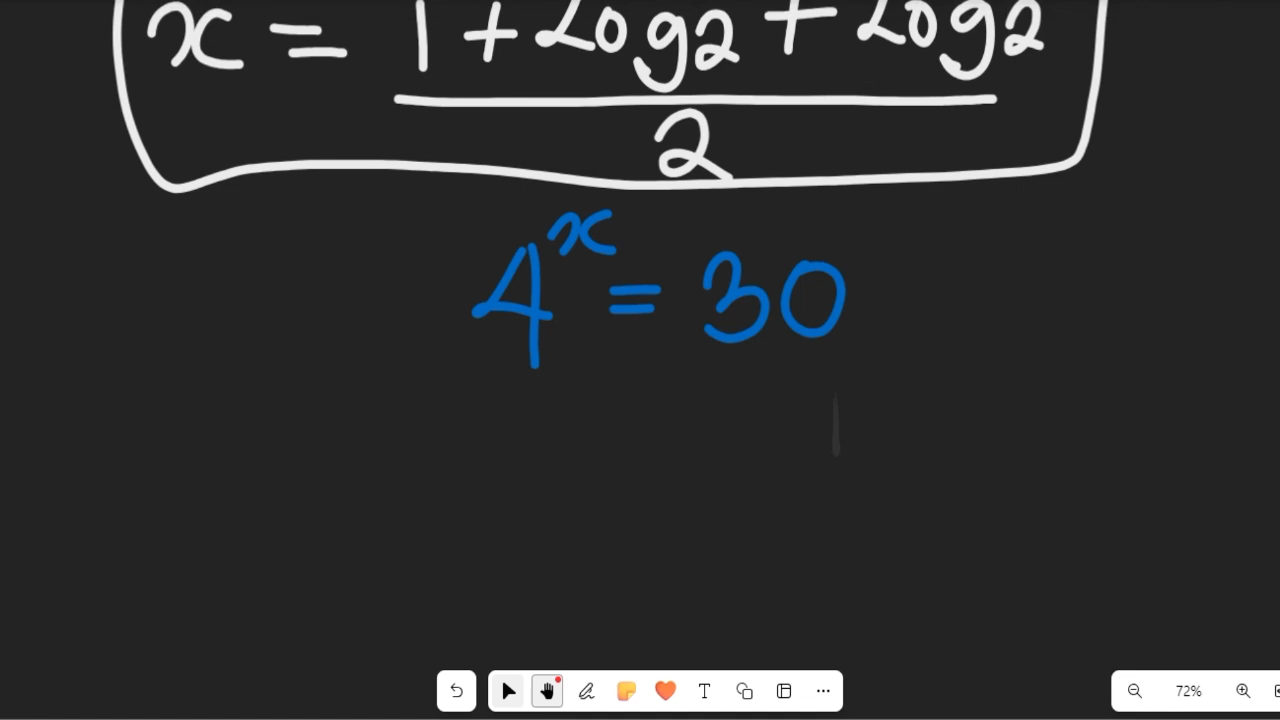 x = 1 + Log2 + Log2
2
4^x = 30
T
72%